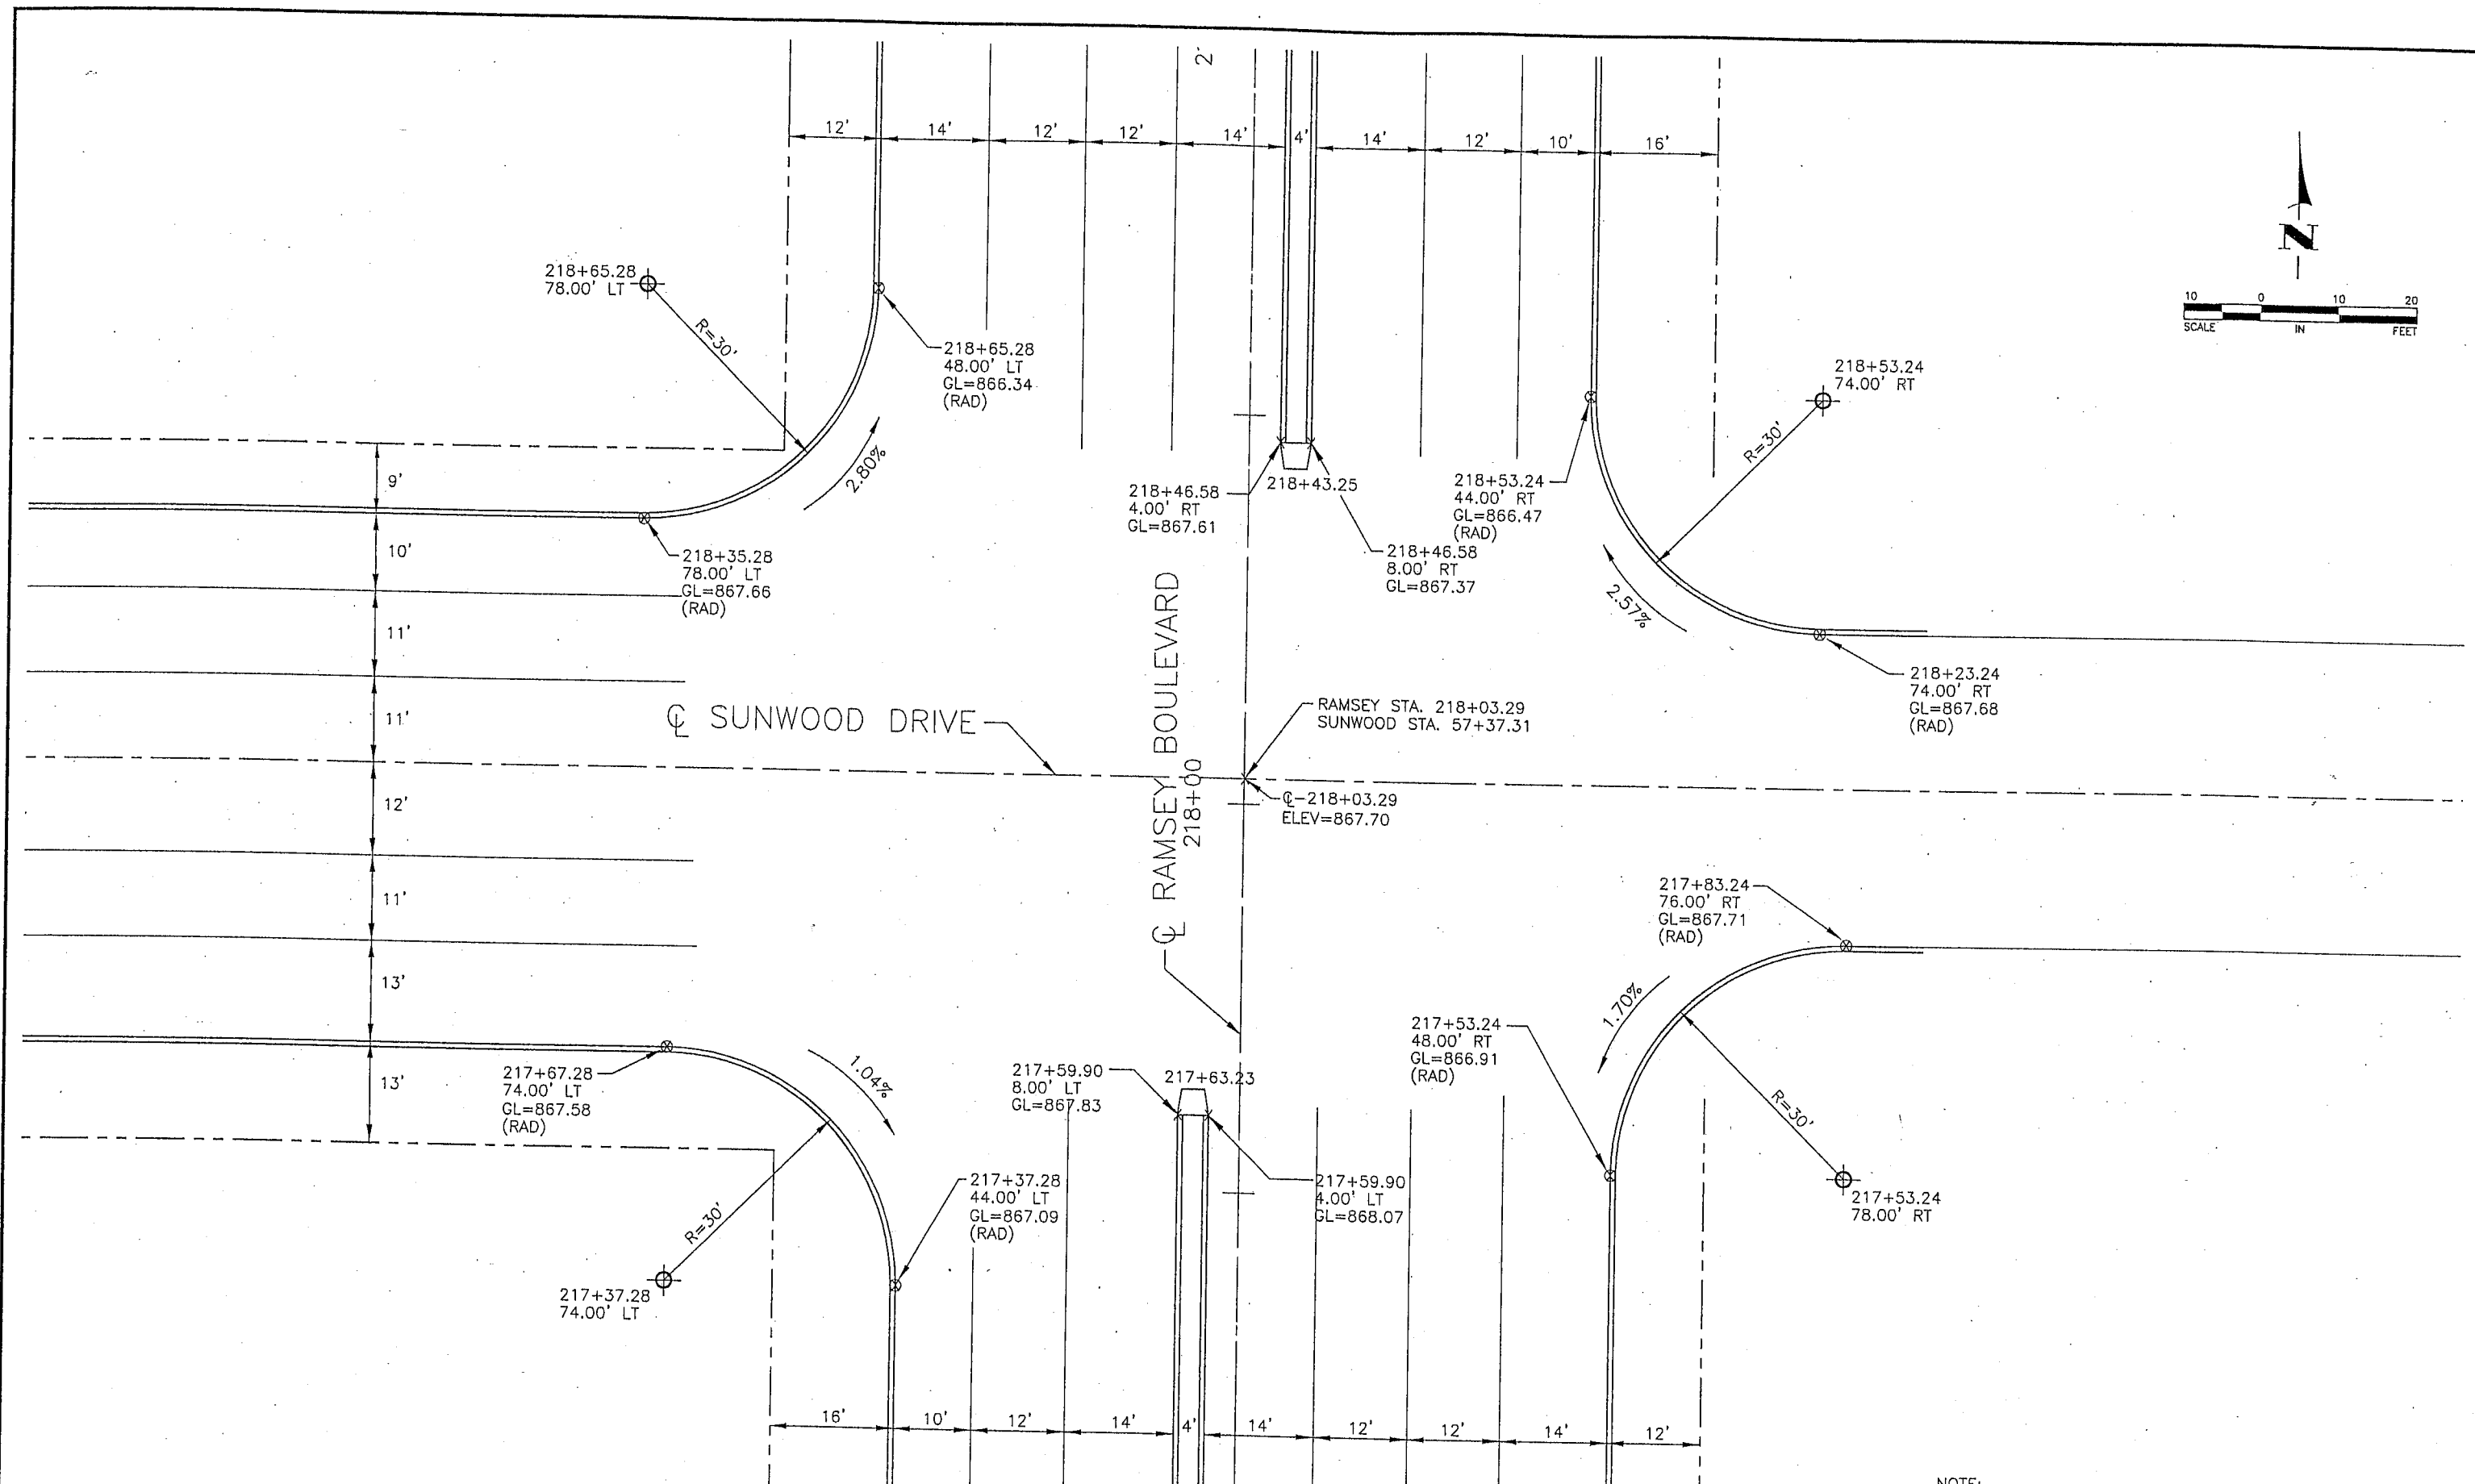 2'
12'
14'
12'
12'
14'
4'
14'
12'
10'
16'
N
10 0 10 20
SCALE IN FEET
218+65.28
78.00' LT
R=30'
218+65.28
48.00' LT
GL=866.34
(RAD)
2.80%
218+53.24
74.00' RT
R=30'
9'
10'
11'
11'
12'
11'
13'
13'
218+35.28
78.00' LT
GL=867.66
(RAD)
218+46.58
4.00' RT
GL=867.61
218+43.25
218+46.58
8.00' RT
GL=867.37
218+53.24
44.00' RT
GL=866.47
(RAD)
2.57%
218+23.24
74.00' RT
GL=867.68
(RAD)
℄ SUNWOOD DRIVE
℄ RAMSEY BOULEVARD
218+00
RAMSEY STA. 218+03.29
SUNWOOD STA. 57+37.31
℄-218+03.29
ELEV=867.70
217+83.24
76.00' RT
GL=867.71
(RAD)
1.70%
217+53.24
48.00' RT
GL=866.91
(RAD)
R=30'
217+53.24
78.00' RT
217+67.28
74.00' LT
GL=867.58
(RAD)
1.04%
217+59.90
8.00' LT
GL=867.83
217+63.23
217+59.90
4.00' LT
GL=868.07
217+37.28
44.00' LT
GL=867.09
(RAD)
R=30'
217+37.28
74.00' LT
16'
10'
12'
14'
4'
14'
12'
12'
14'
12'
NOTE: